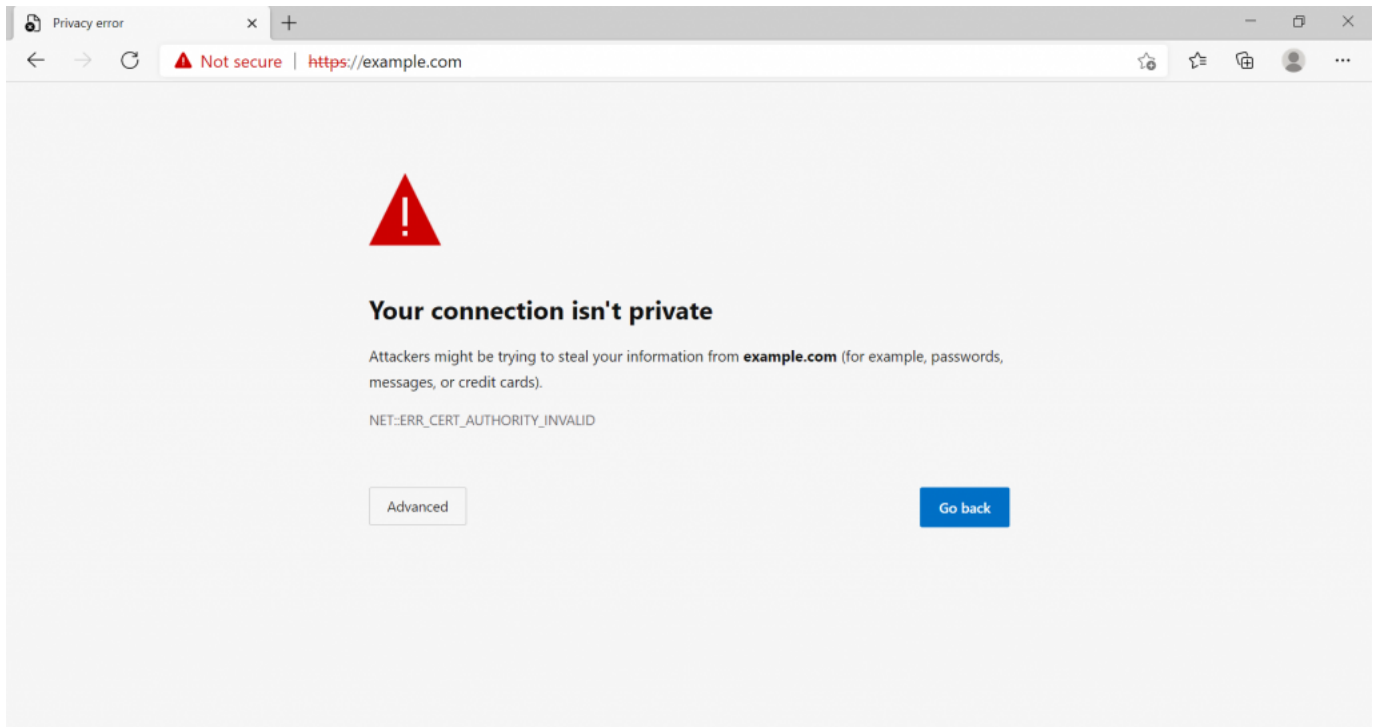 Privacy error
Not secure | https://example.com
Your connection isn't private
Attackers might be trying to steal your information from example.com (for example, passwords,
messages, or credit cards).
NET::ERR_CERT_AUTHORITY_INVALID
Advanced
Go back